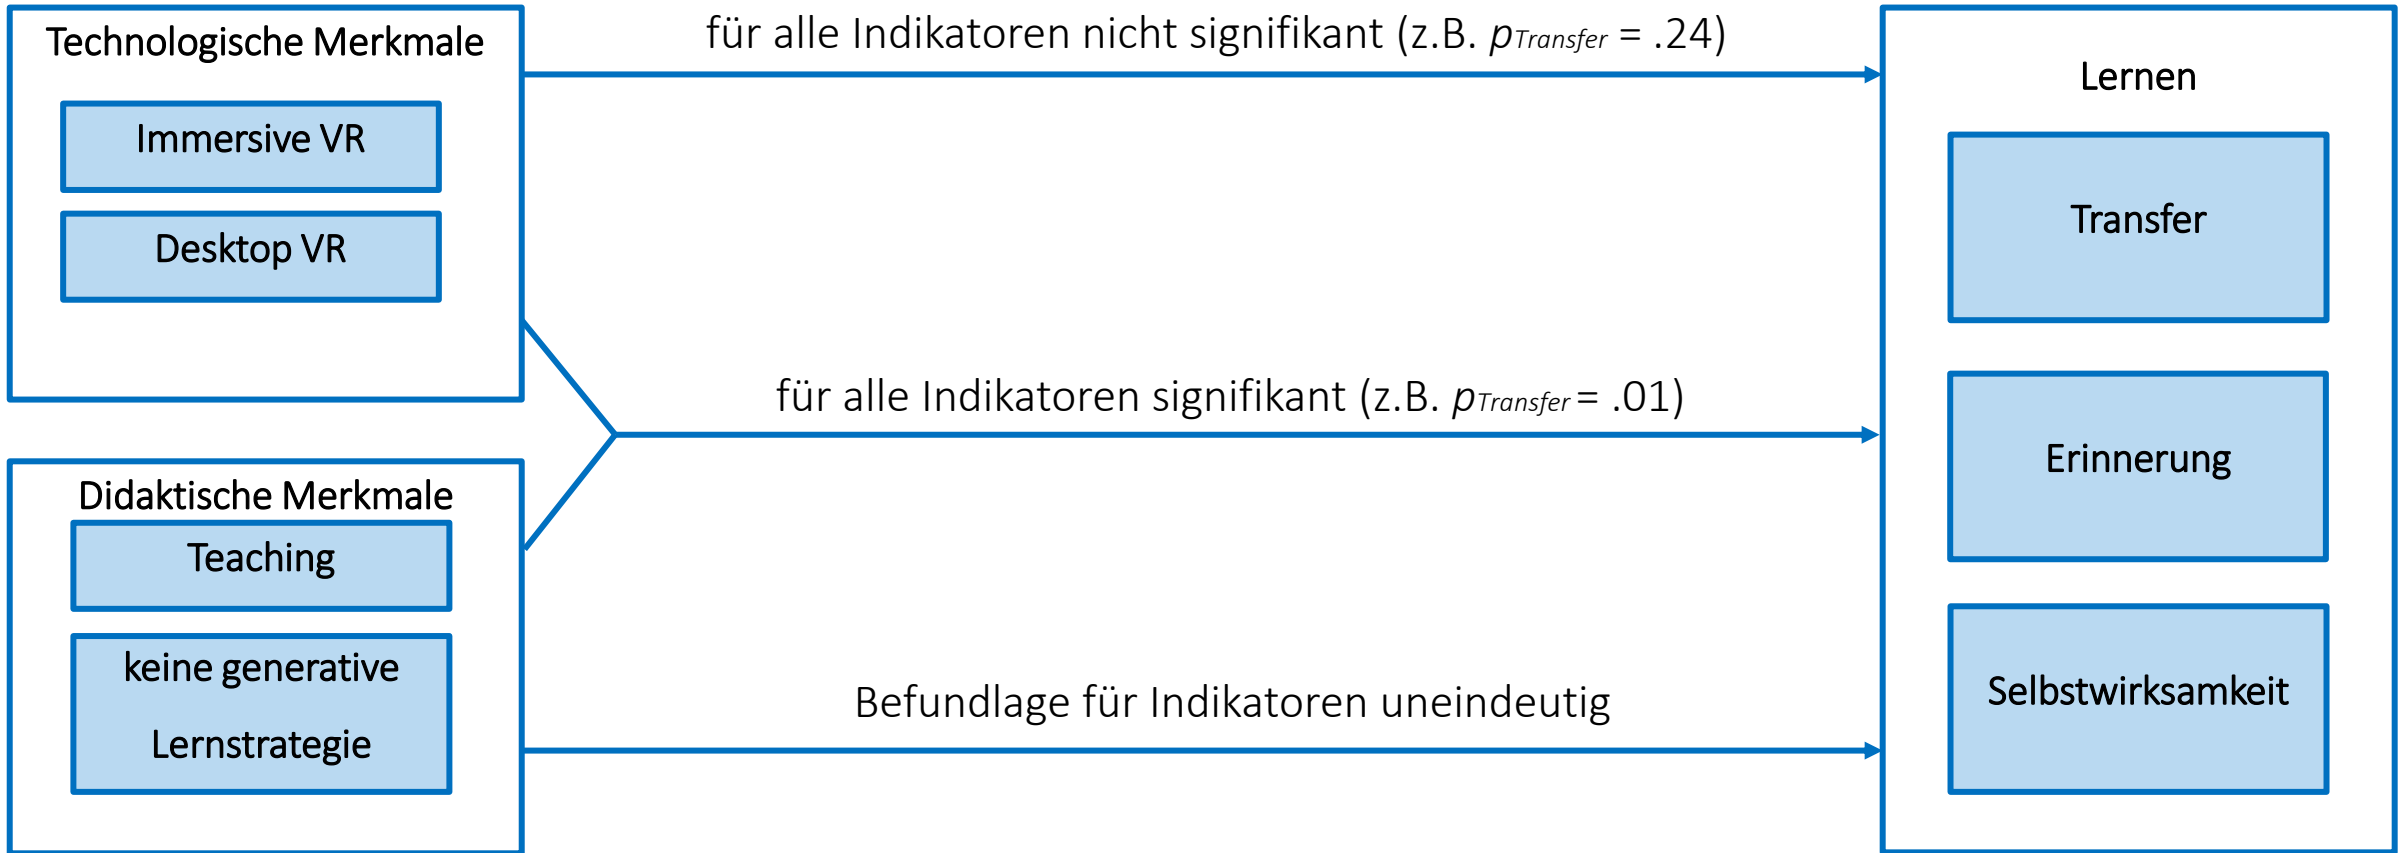 Technologische Merkmale
Immersive VR
Desktop VR
Didaktische Merkmale
Teaching
keine generative
Lernstrategie
für alle Indikatoren nicht signifikant (z.B. pTransfer = .24)
für alle Indikatoren signifikant (z.B. pTransfer = .01)
Befundlage für Indikatoren uneindeutig
Lernen
Transfer
Erinnerung
Selbstwirksamkeit